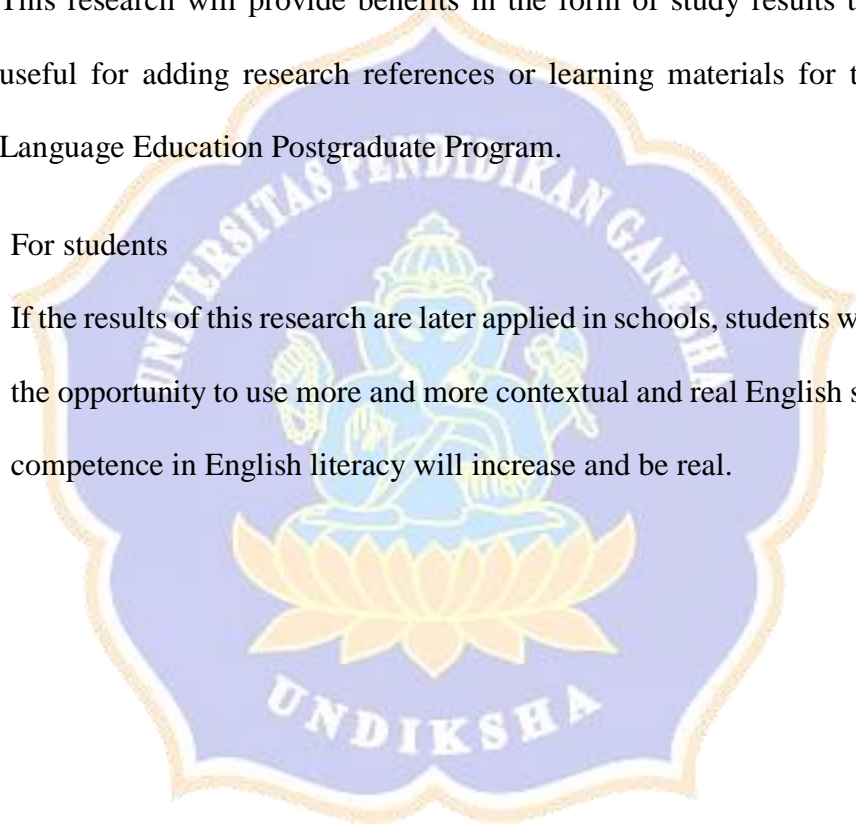 This research will provide benefits in the form of study results
useful for adding research references or learning materials for
Language Education Postgraduate Program.
UNIVERSITAS PENDIDIKAN GANESHA
For students
If the results of this research are later applied in schools, students
the opportunity to use more and more contextual and real English
competence in English literacy will increase and be real.
UNDIKSHA